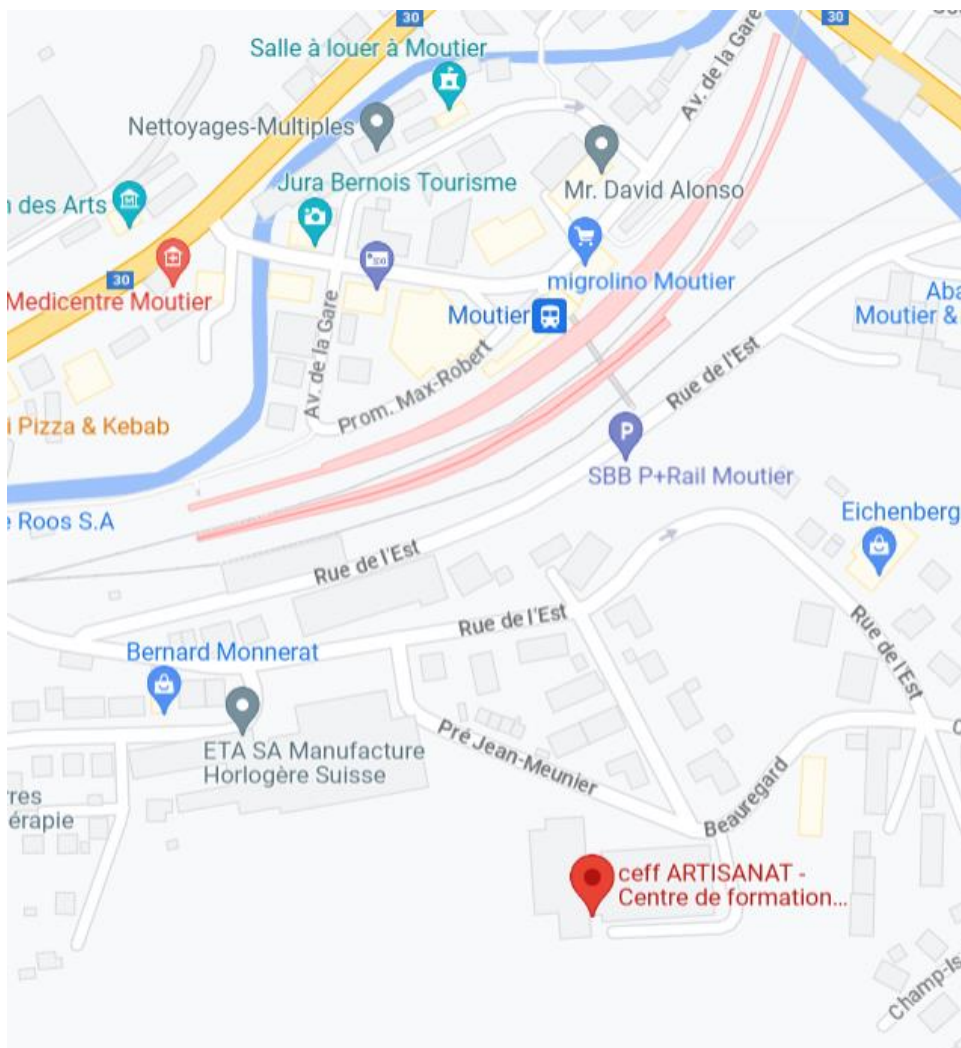 30
30
Salle à louer à Moutier
Av. de la Gare
Nettoyages-Multiples
Jura Bernois Tourisme
Mr. David Alonso
des Arts
30
migrolino Moutier
Medicentre Moutier
Moutier
Moutier &
Av. de la Gare
Prom. Max-Robert
Rue de l'Est
Pizza & Kebab
P
SBB P+Rail Moutier
Roos S.A
Eichenberg
Rue de l'Est
Rue de l'Est
Rue de l'Est
Bernard Monnerat
Pré Jean-Meunier
ETA SA Manufacture
Horlogère Suisse
Beauregard
ceff ARTISANAT -
Centre de formation...
Champ-Is